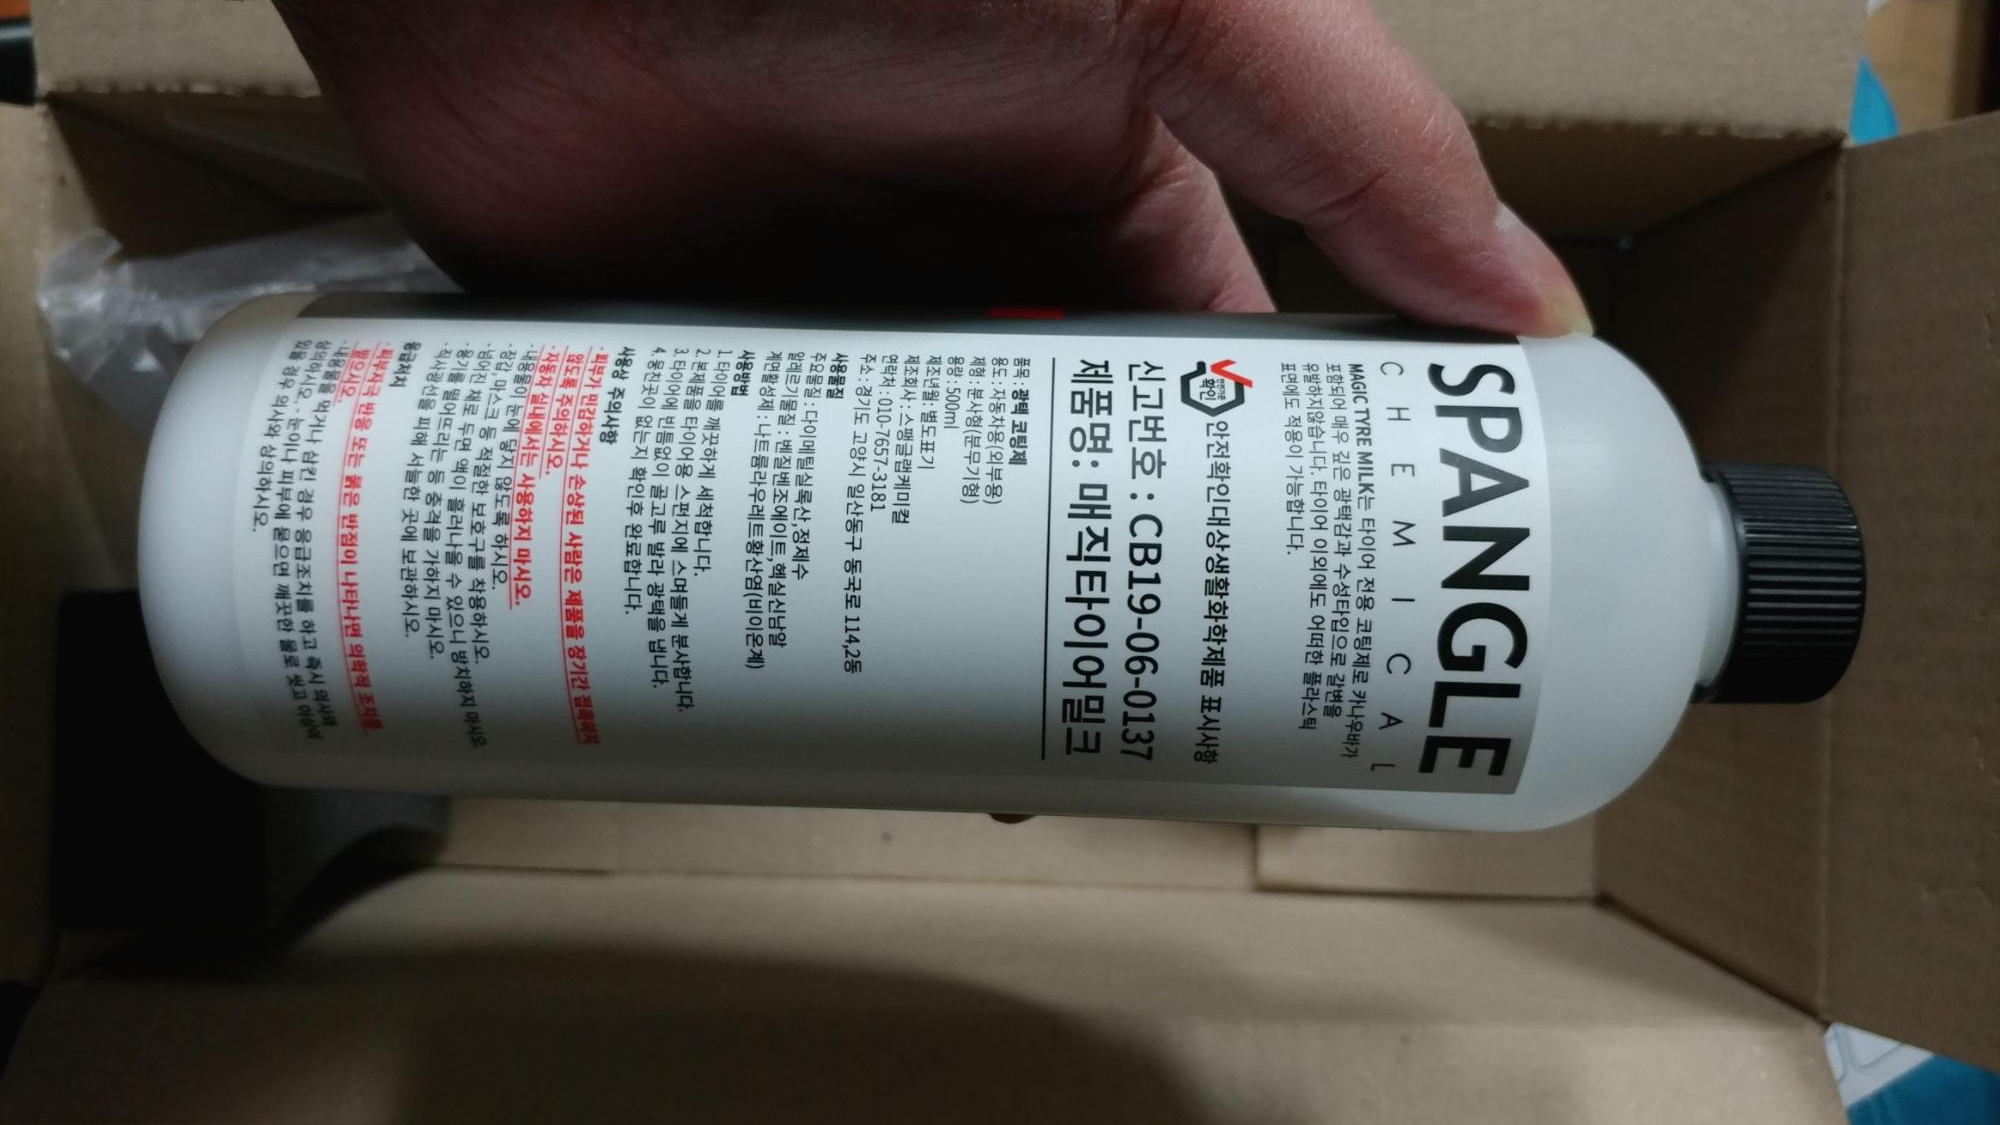 SPANGLE
CHEMICAL
MAGIC TYRE MILK는 타이어 전용 코팅제로 카나우바가
포함되어 매우 깊은 광택감과 수성타입으로 갈변을
유발하지않습니다. 타이어 이외에도 어떠한 플라스틱
표면에도 적용이 가능합니다.
확인 안전확인대상생활화학제품 표시사항
신고번호 : CB19-06-0137
제품명: 매직타이어밀크
품목 : 광택 코팅제
용도 : 자동차용(외부용)
제형 : 분사형(분무기형)
용량 : 500ml
제조년월: 별도표기
제조회사 : 스팽글랩케미컬
연락처 : 010-7657-3181
주소 : 경기도 고양시 일산동구 동국로 114,2동
사용물질
주요물질 : 다이메틸실록산,정제수
알레르기물질 : 벤질벤조에이트, 헥실신남알
계면활성제 : 나트륨라우레트황산염(비이온계)
사용방법
1. 타이어를 깨끗하게 세척합니다.
2. 본제품을 타이어용 스펀지에 스며들게 분사합니다.
3. 타이어에 빈틈없이 골고루 발라 광택을 냅니다.
4. 뭉친곳이 없는지 확인후 완료합니다.
사용상 주의사항
· 피부가 민감하거나 손상된 사람은 제품을 장기간 접촉하지
않도록 주의하시오.
· 자동차 실내에서는 사용하지 마시오.
· 내용물이 눈에 닿지 않도록 하시오.
· 장갑, 마스크 등 적절한 보호구를 착용하시오.
· 넘어진 채로 두면 액이 흘러나올 수 있으니 방치하지 마시오.
· 용기를 떨어뜨리는 등 충격을 가하지 마시오.
· 직사광선을 피해 서늘한 곳에 보관하시오.
응급처치
· 피부자극 반응 또는 붉은 반점이 나타나면 의학적 조치를
받으시오.
· 내용물을 먹거나 삼킨 경우 응급조치를 하고 즉시 의사와
상의하시오. · 눈이나 피부에 묻으면 깨끗한 물로 씻고 이상이
있을 경우 의사와 상의하시오.